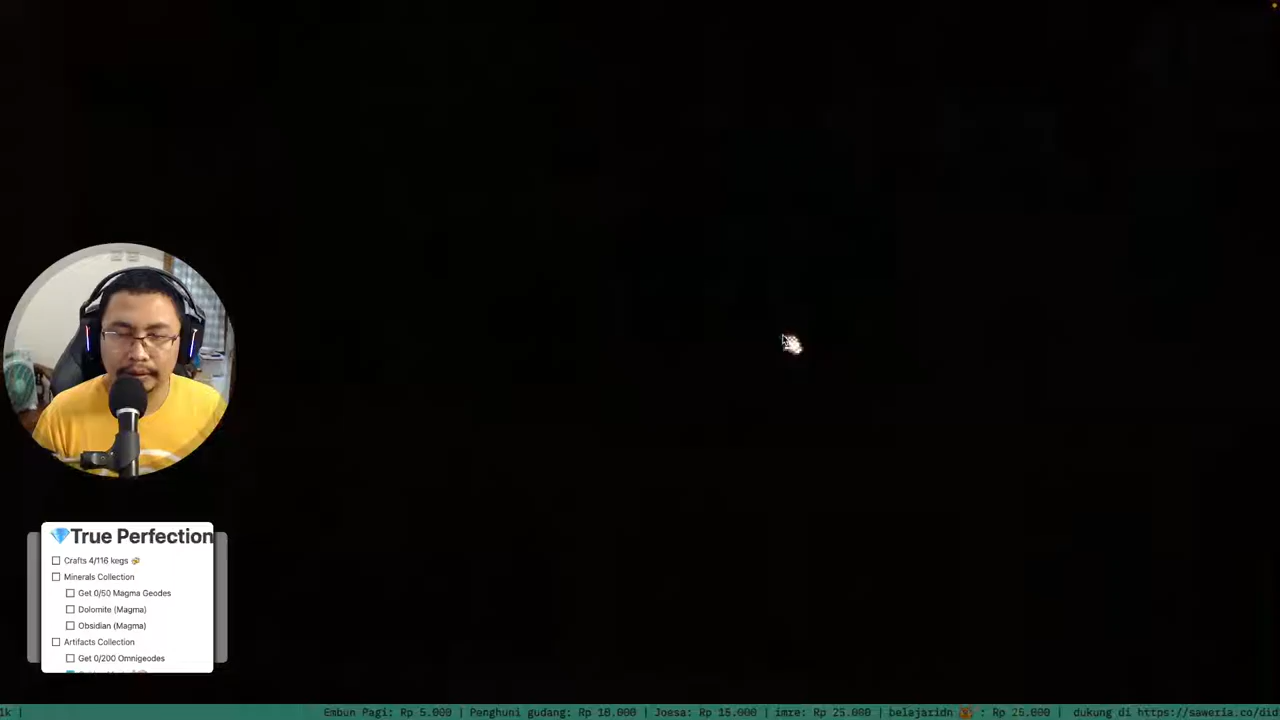 💎True Perfection
Crafts 4/116 kegs 🍻
Minerals Collection
Get 0/50 Magma Geodes
Dolomite (Magma)
Obsidian (Magma)
Artifacts Collection
Get 0/200 Omnigeodes
1k | Embun Pagi: Rp 5.000 | Penghuni gudang: Rp 10.000 | Joesa: Rp 15.000 | imre: Rp 25.000 | belajaridn : Rp 25.000 | dukung di https://saweria.co/did